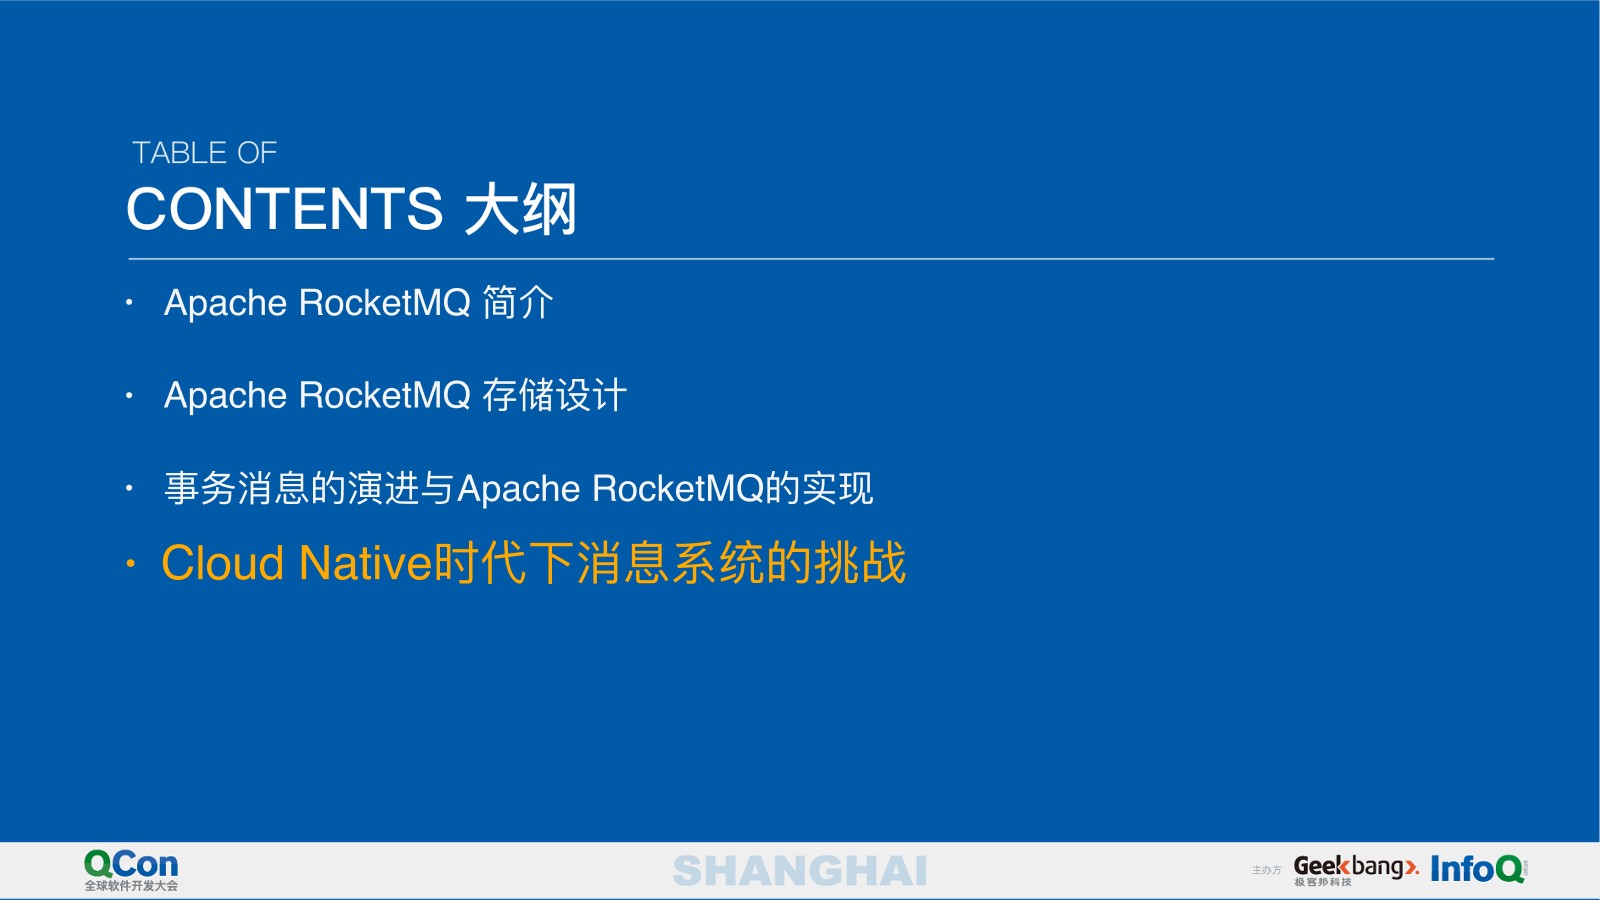 TABLE OF
CONTENTS 大纲
• Apache RocketMQ 简介
• Apache RocketMQ 存储设计
• 事务消息的演进与Apache RocketMQ的实现
• Cloud Native时代下消息系统的挑战
QCon
全球软件开发大会
SHANGHAI
主办方
Geekbang>.
极客邦科技
InfoQ